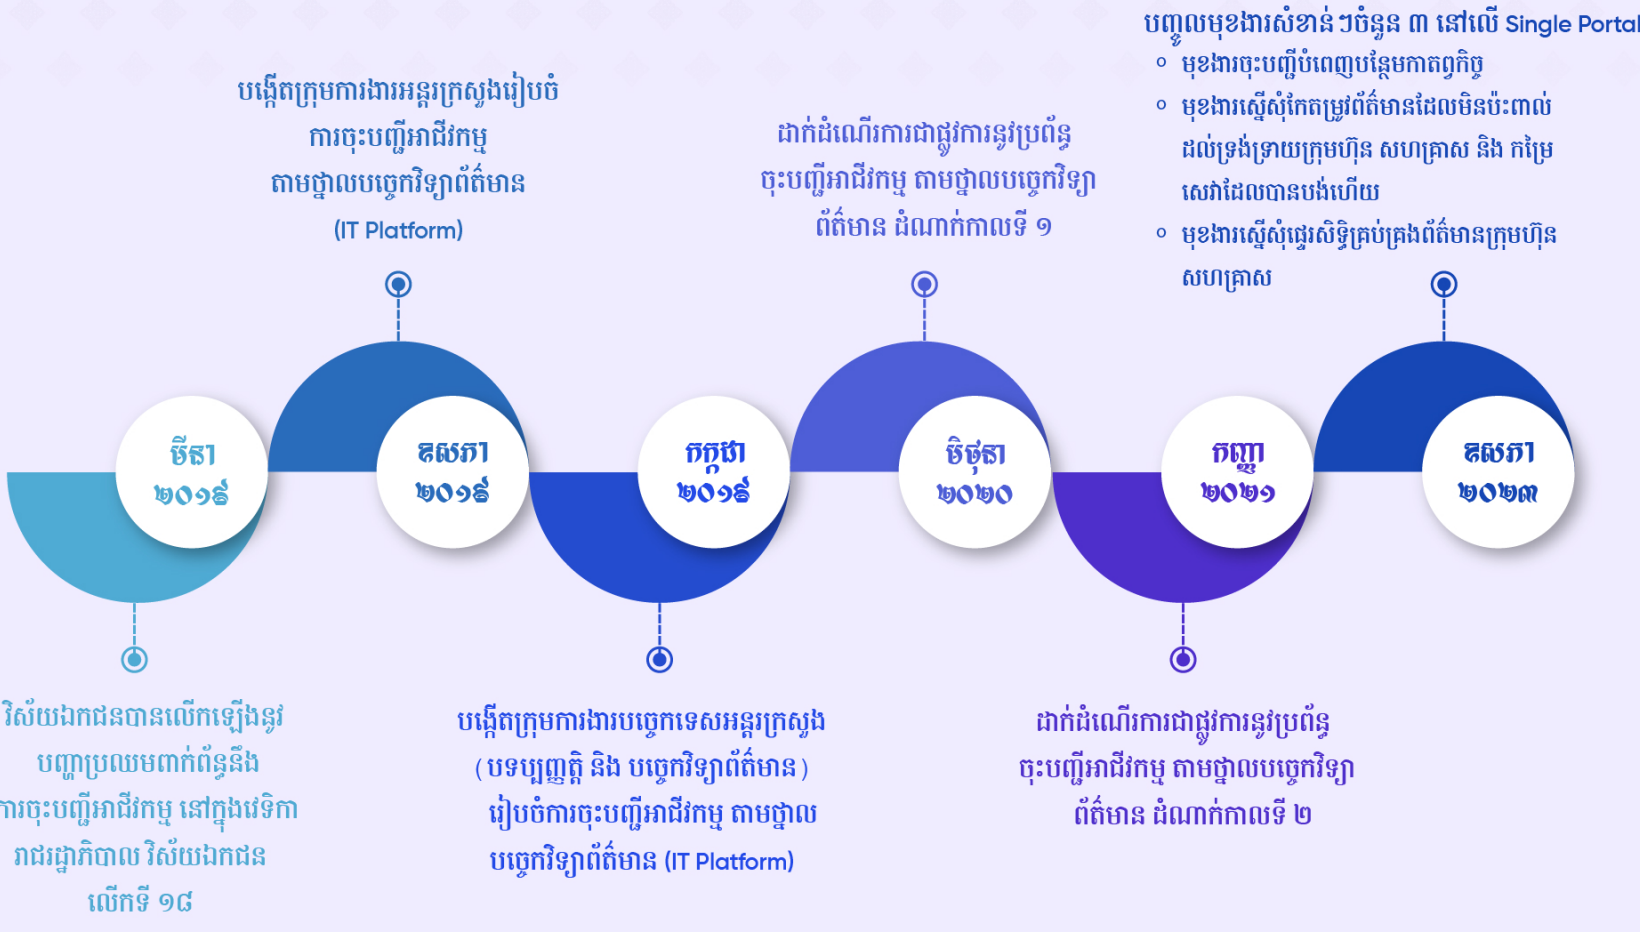 បញ្ចូលមុខងារសំខាន់ៗចំនួន ៣ នៅលើ Single Portal
មុខងារចុះបញ្ជីបំពេញបន្ថែមកាតព្វកិច្ច
មុខងារស្នើសុំកែតម្រូវព័ត៌មានដែលមិនប៉ះពាល់
ដល់ទ្រង់ទ្រាយក្រុមហ៊ុន សហគ្រាស និង កម្រៃ
សេវាដែលបានបង់ហើយ
មុខងារស្នើសុំផ្ទេរសិទ្ធិគ្រប់គ្រងព័ត៌មានក្រុមហ៊ុន
សហគ្រាស
បង្កើតក្រុមការងារអន្តរក្រសួងរៀបចំ
ការចុះបញ្ជីអាជីវកម្ម
តាមថ្នាលបច្ចេកវិទ្យាព័ត៌មាន
(IT Platform)
ដាក់ដំណើរការជាផ្លូវការនូវប្រព័ន្ធ
ចុះបញ្ជីអាជីវកម្ម តាមថ្នាលបច្ចេកវិទ្យា
ព័ត៌មាន ដំណាក់កាលទី ១
មីនា
២០១៩
ឧសភា
២០១៩
កក្កដា
២០១៩
មិថុនា
២០២០
កញ្ញា
២០២១
ឧសភា
២០២៣
វិស័យឯកជនបានលើកឡើងនូវ
បញ្ហាប្រឈមពាក់ព័ន្ធនឹង
ការចុះបញ្ជីអាជីវកម្ម នៅក្នុងវេទិកា
រាជរដ្ឋាភិបាល វិស័យឯកជន
លើកទី ១៨
បង្កើតក្រុមការងារបច្ចេកទេសអន្តរក្រសួង
(បទប្បញ្ញត្តិ និង បច្ចេកវិទ្យាព័ត៌មាន)
រៀបចំការចុះបញ្ជីអាជីវកម្ម តាមថ្នាល
បច្ចេកវិទ្យាព័ត៌មាន (IT Platform)
ដាក់ដំណើរការជាផ្លូវការនូវប្រព័ន្ធ
ចុះបញ្ជីអាជីវកម្ម តាមថ្នាលបច្ចេកវិទ្យា
ព័ត៌មាន ដំណាក់កាលទី ២